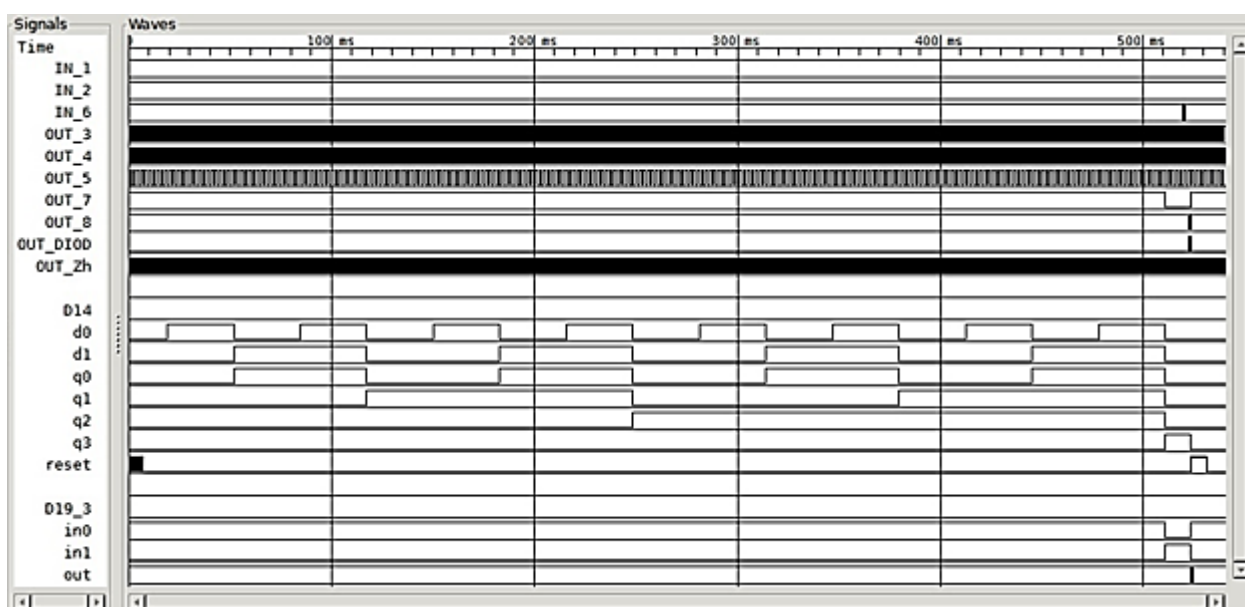 Signals
Waves
Time
100 ms
200 ms
300 ms
400 ms
500 ms
IN_1
IN_2
IN_6
OUT_3
OUT_4
OUT_5
OUT_7
OUT_8
OUT_DIOD
OUT_Zh
D14
d0
d1
q0
q1
q2
q3
reset
D19_3
in0
in1
out